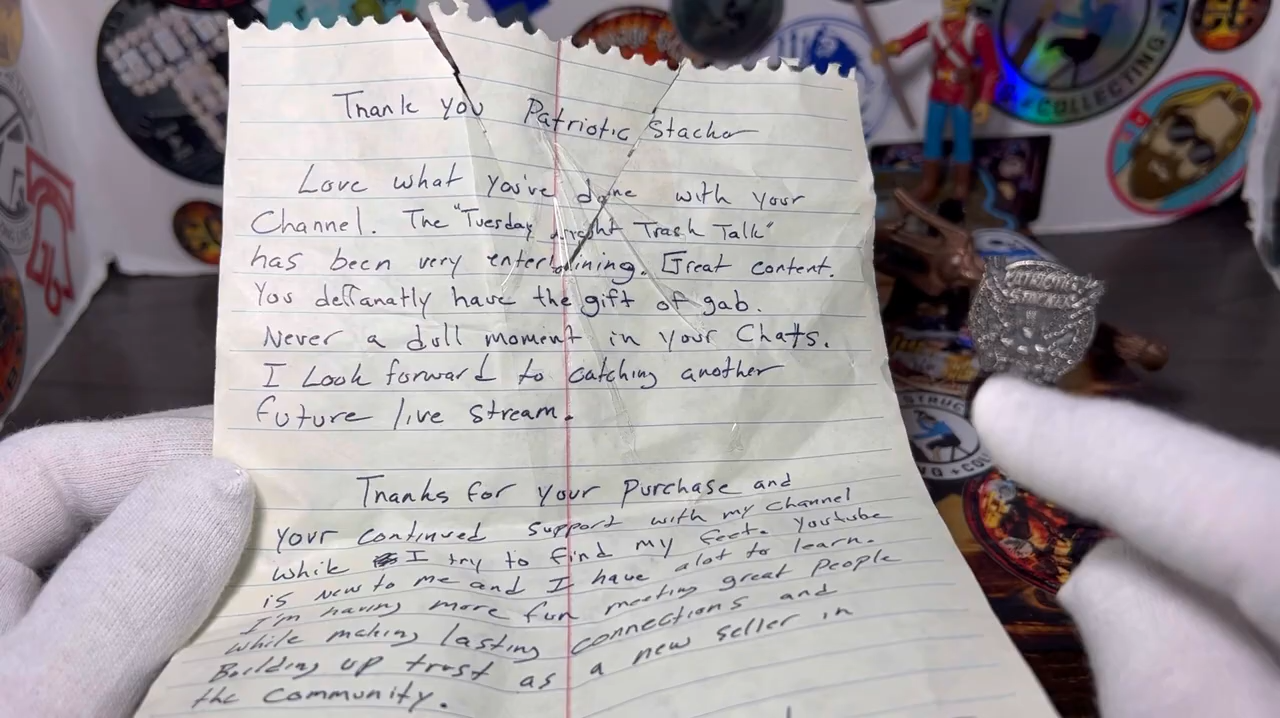 Thank you Patriotic Stacker
Love what you've done with your
Channel. The "Tuesday night Trash Talk"
has been very entertaining. Great content.
You deffanatly have the gift of gab.
Never a dull moment in your Chats.
I Look forward to catching another
future live stream.
Thanks for your Purchase and
your continued support with my channel
while I try to find my feet. Youtube
is new to me and I have alot to learn.
I'm having more fun meeting great people
while making lasting connections and
Building up trust as a new seller in
the Community.
COLLECTING
STRUC